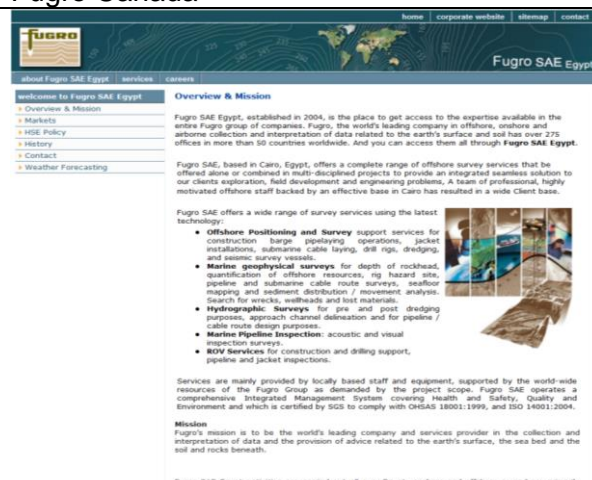 Fugro Canada
home corporate website sitemap contact
FUGRO
Fugro SAE Egypt
about Fugro SAE Egypt services careers
welcome to Fugro SAE Egypt
Overview & Mission
Markets
HSE Policy
History
Contact
Weather Forecasting
Overview & Mission
Fugro SAE Egypt, established in 2004, is the place to get access to the expertise available in the
entire Fugro group of companies. Fugro, the world's leading company in offshore, onshore and
airborne collection and interpretation of data related to the earth's surface and soil has over 275
offices in more than 50 countries worldwide. And you can access them all through Fugro SAE Egypt.
Fugro SAE, based in Cairo, Egypt, offers a complete range of offshore survey services that be
offered alone or combined in multi-disciplined projects to provide an integrated seamless solution to
our clients exploration, field development and engineering problems, A team of professional, highly
motivated offshore staff backed by an effective base in Cairo has resulted in a wide Client base.
Fugro SAE offers a wide range of survey services using the latest
technology:
• Offshore Positioning and Survey support services for
construction barge pipelaying operations, jacket
installations, submarine cable laying, drill rigs, dredging,
and seismic survey vessels.
• Marine geophysical surveys for depth of rockhead,
quantification of offshore resources, rig hazard site,
pipeline and submarine cable route surveys, seafloor
mapping and sediment distribution / movement analysis.
Search for wrecks, wellheads and lost materials.
• Hydrographic Surveys for pre and post dredging
purposes, approach channel delineation and for pipeline /
cable route design purposes.
• Marine Pipeline Inspection: acoustic and visual
inspection surveys.
• ROV Services for construction and drilling support,
pipeline and jacket inspections.
Services are mainly provided by locally based staff and equipment, supported by the world-wide
resources of the Fugro Group as demanded by the project scope. Fugro SAE operates a
comprehensive Integrated Management System covering Health and Safety, Quality and
Environment and which is certified by SGS to comply with OHSAS 18001:1999, and ISO 14001:2004.
Mission
Fugro's mission is to be the world's leading company and services provider in the collection and
interpretation of data and the provision of advice related to the earth's surface, the sea bed and the
soil and rocks beneath.